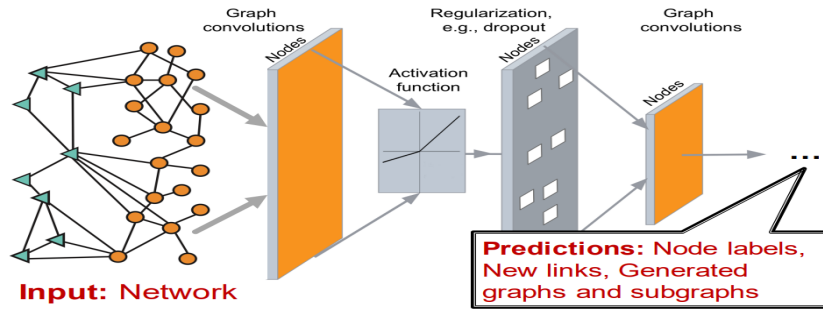 Graph
convolutions
Nodes
Activation
function
Regularization,
e.g., dropout
Nodes
Graph
convolutions
Nodes
...
Input: Network
Predictions: Node labels,
New links, Generated
graphs and subgraphs